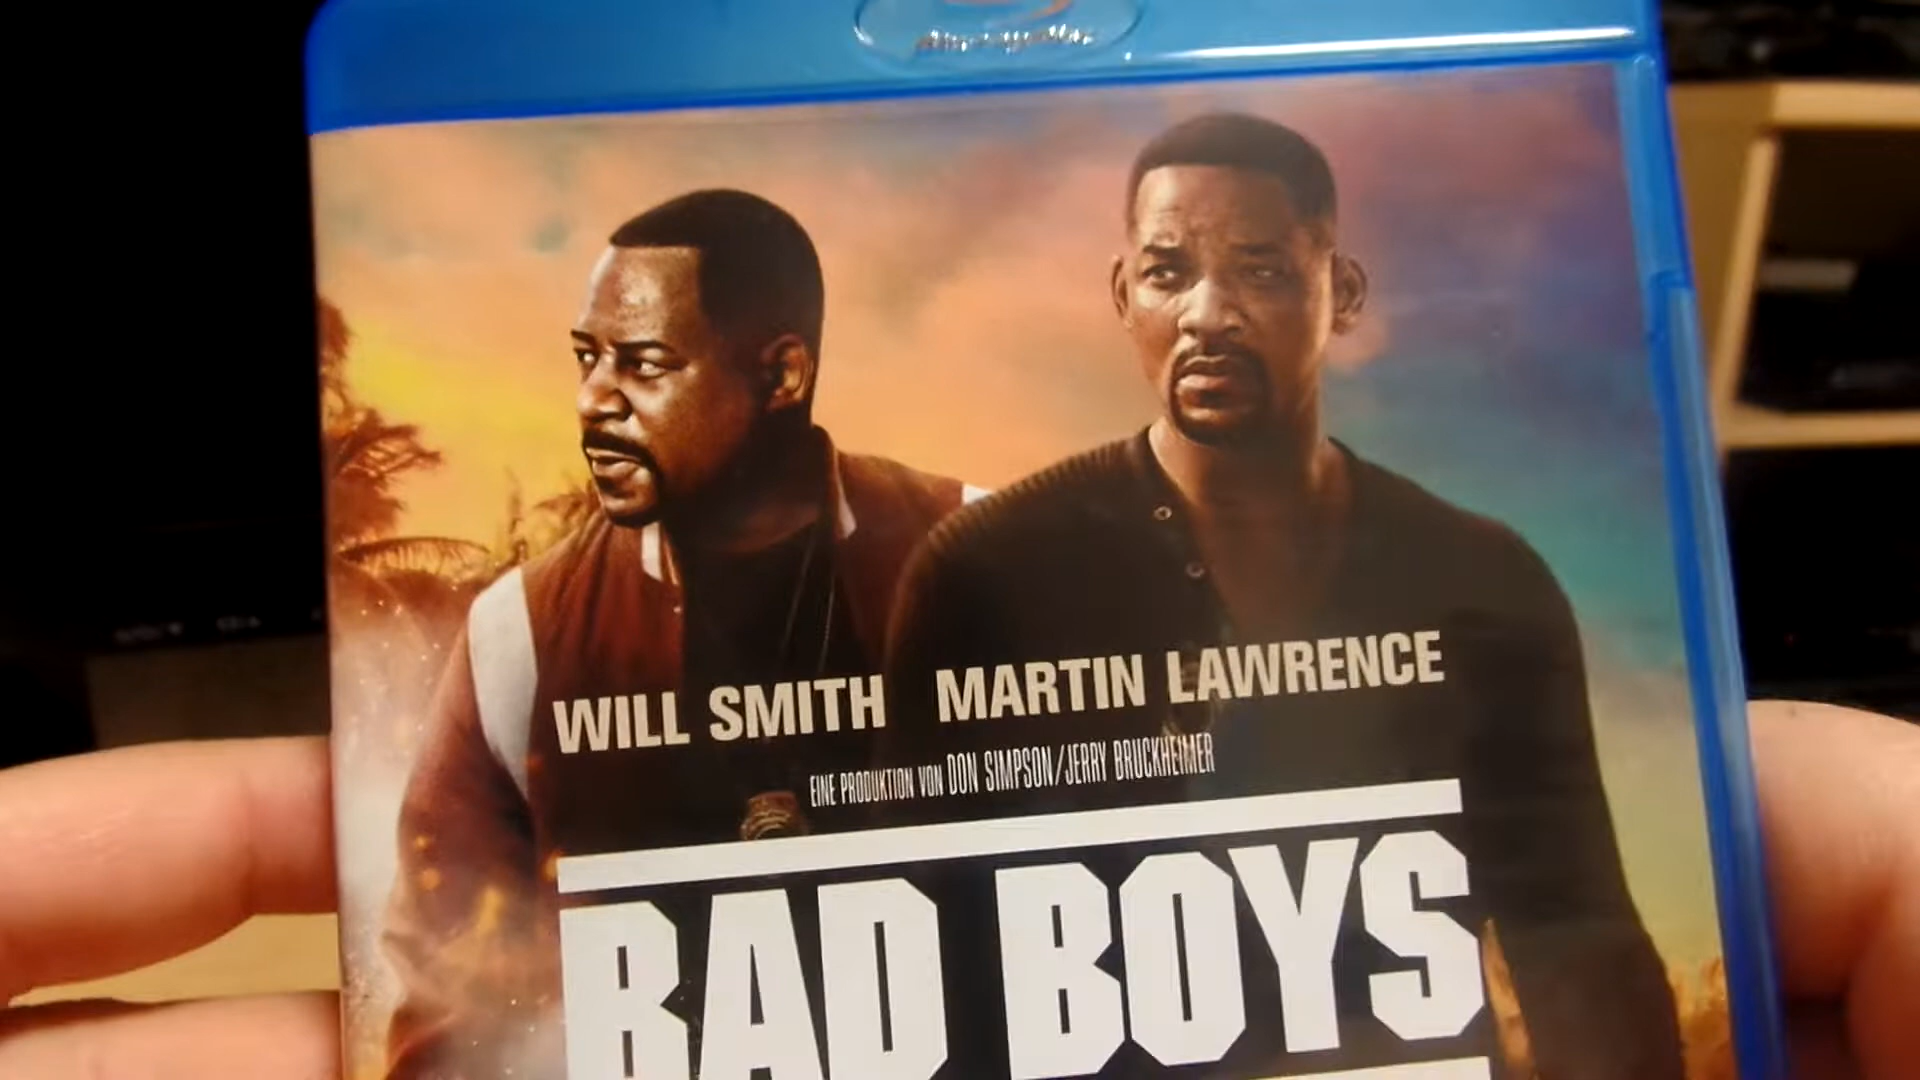 WILL SMITH MARTIN LAWRENCE
EINE PRODUKTION VON DON SIMPSON/JERRY BRUCKHEIMER
BAD BOYS